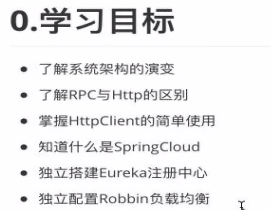 0.学习目标
了解系统架构的演变
了解RPC与Http的区别
掌握HttpClient的简单使用
知道什么是SpringCloud
独立搭建Eureka注册中心
独立配置Robbin负载均衡